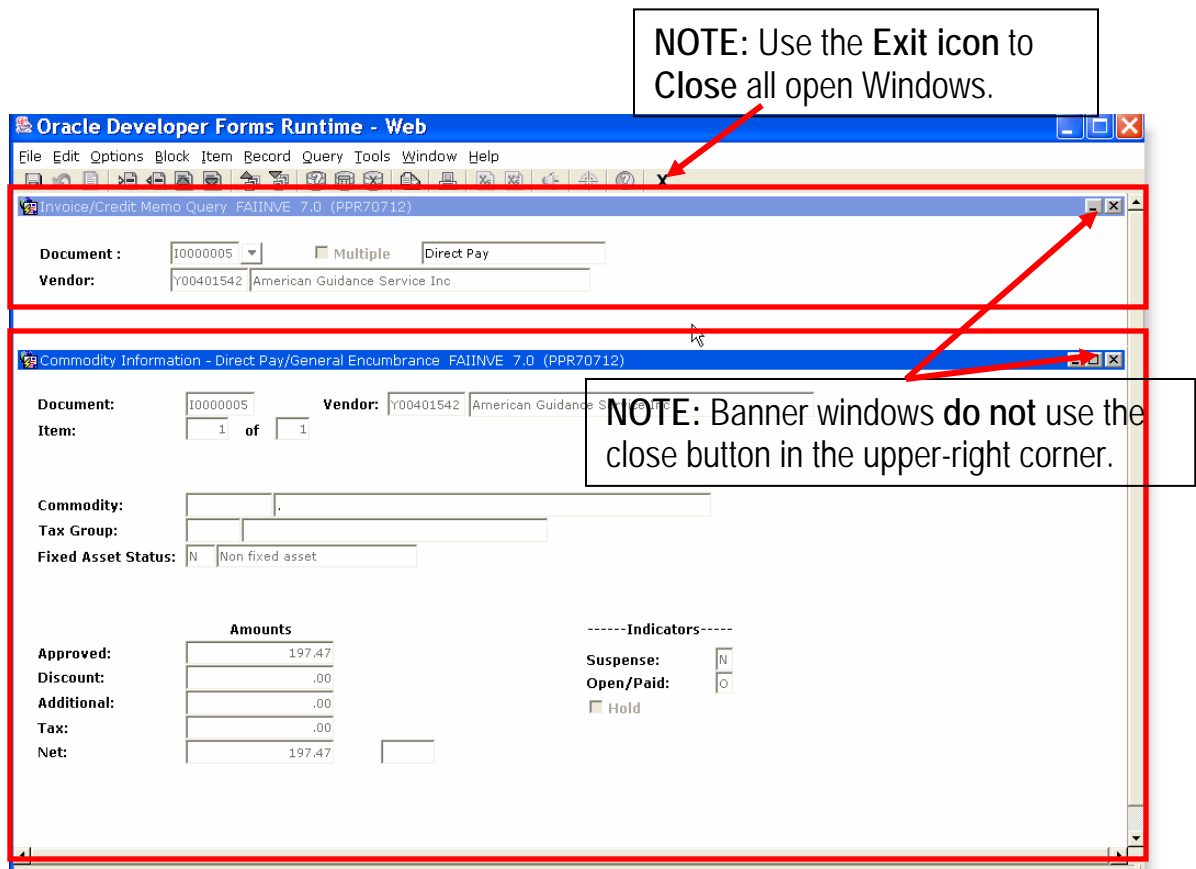 NOTE: Use the Exit icon to
Close all open Windows.
Oracle Developer Forms Runtime - Web
File Edit Options Block Item Record Query Tools Window Help
X
Invoice/Credit Memo Query FAIINVE 7.0 (PPR70712)
Document : I0000005 Multiple Direct Pay
Vendor: Y00401542 American Guidance Service Inc
Commodity Information - Direct Pay/General Encumbrance FAIINVE 7.0 (PPR70712)
Document: I0000005 Vendor: Y00401542 American Guidance Service Inc
Item: 1 of 1
NOTE: Banner windows do not use the
close button in the upper-right corner.
Commodity: .
Tax Group:
Fixed Asset Status: N Non fixed asset
Amounts ------Indicators-----
Approved: 197.47 Suspense: N
Discount: .00 Open/Paid: O
Additional: .00 Hold
Tax: .00
Net: 197.47